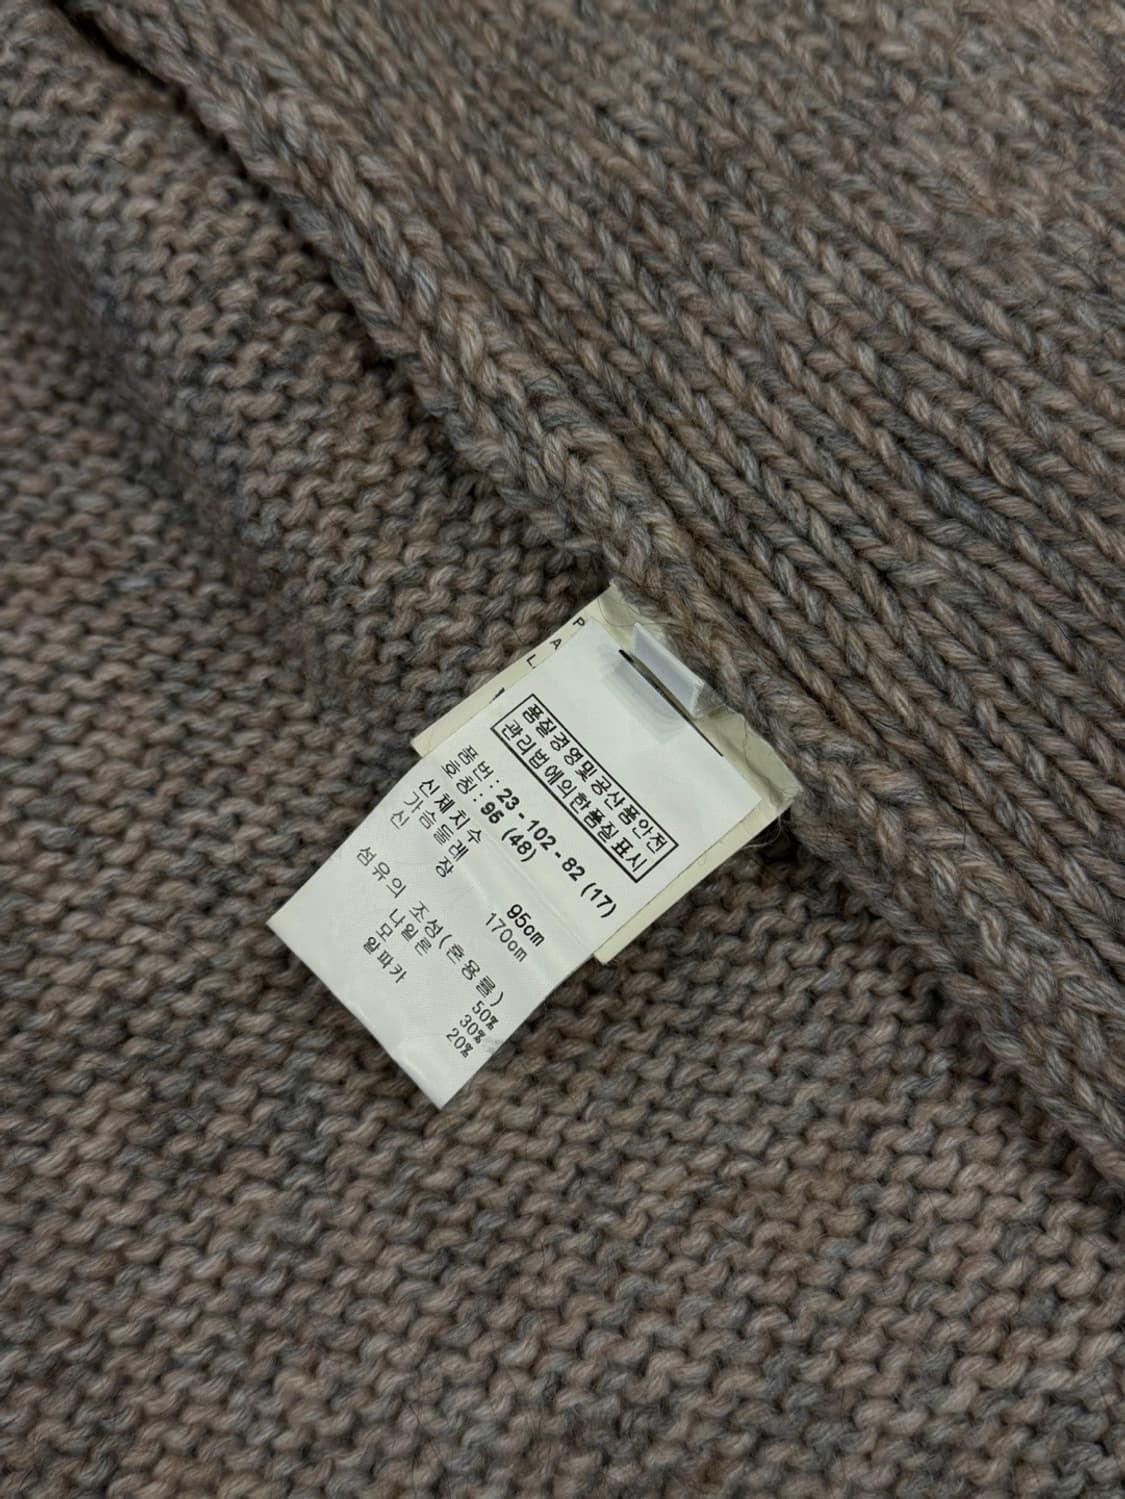 P
A
L
품질경영및공산품안전
관리법에의한품질표시
품번 : 23 - 102 - 82 (17)
호칭 : 95 (48)
신체치수
가슴둘레 95cm
신 장 170cm
섬유의 조성(혼용률)
나일론 50%
모 30%
알파카 20%